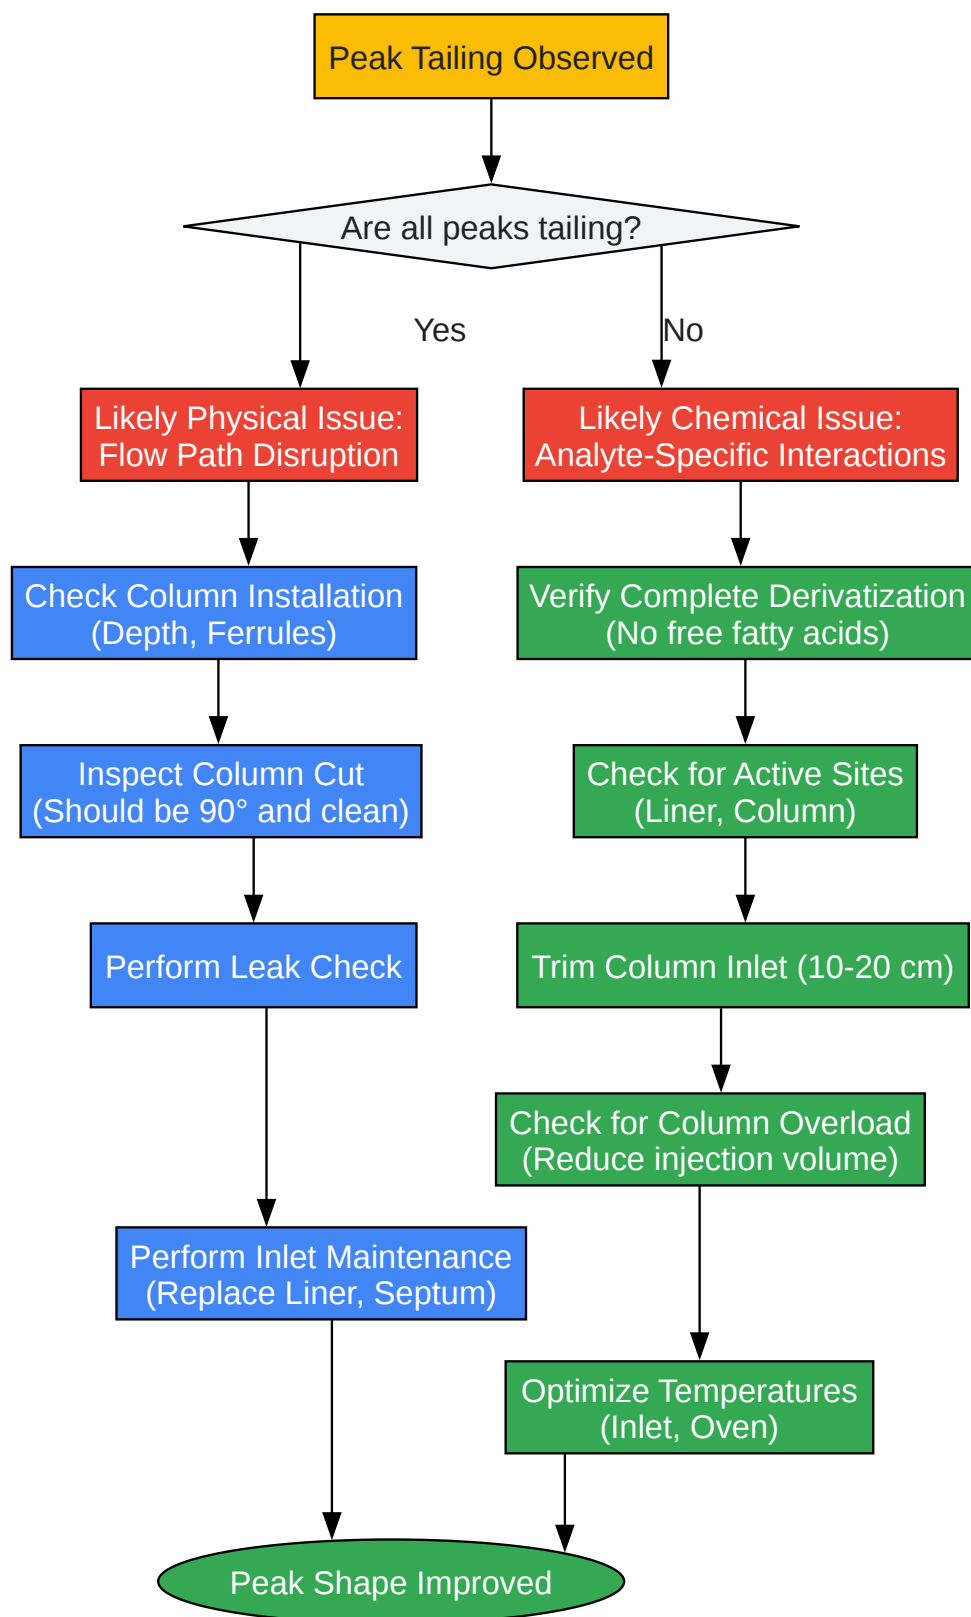 Peak Tailing Observed
Are all peaks tailing?
Yes
No
Likely Physical Issue:
Flow Path Disruption
Likely Chemical Issue:
Analyte-Specific Interactions
Check Column Installation
(Depth, Ferrules)
Verify Complete Derivatization
(No free fatty acids)
Inspect Column Cut
(Should be 90° and clean)
Check for Active Sites
(Liner, Column)
Perform Leak Check
Trim Column Inlet (10-20 cm)
Check for Column Overload
(Reduce injection volume)
Perform Inlet Maintenance
(Replace Liner, Septum)
Optimize Temperatures
(Inlet, Oven)
Peak Shape Improved